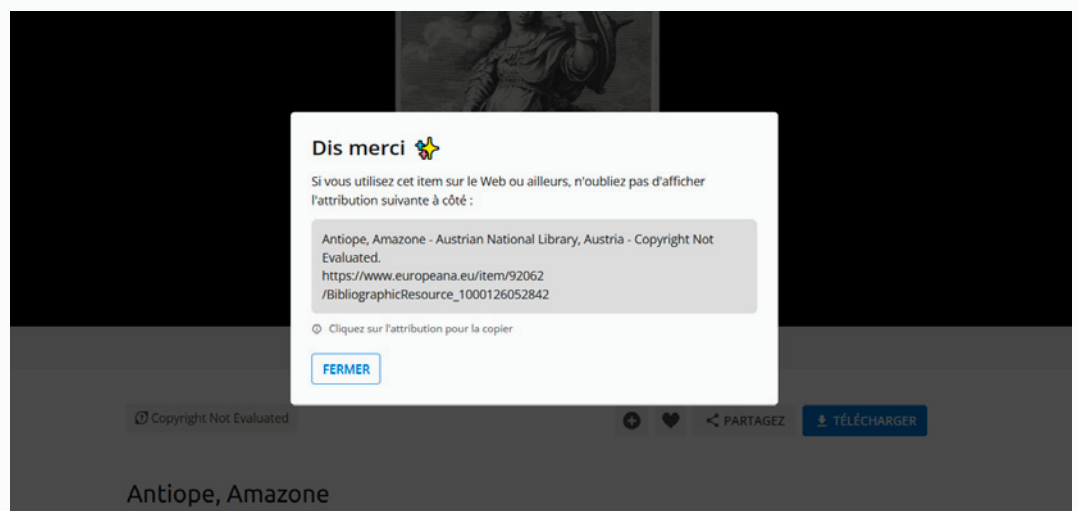 Dis merci
Si vous utilisez cet item sur le Web ou ailleurs, n'oubliez pas d'afficher
l'attribution suivante à côté :
Antiope, Amazone - Austrian National Library, Austria - Copyright Not
Evaluated.
https://www.europeana.eu/item/92062
/BibliographicResource_1000126052842
Cliquez sur l'attribution pour la copier
FERMER
Copyright Not Evaluated
PARTAGEZ
TÉLÉCHARGER
Antiope, Amazone